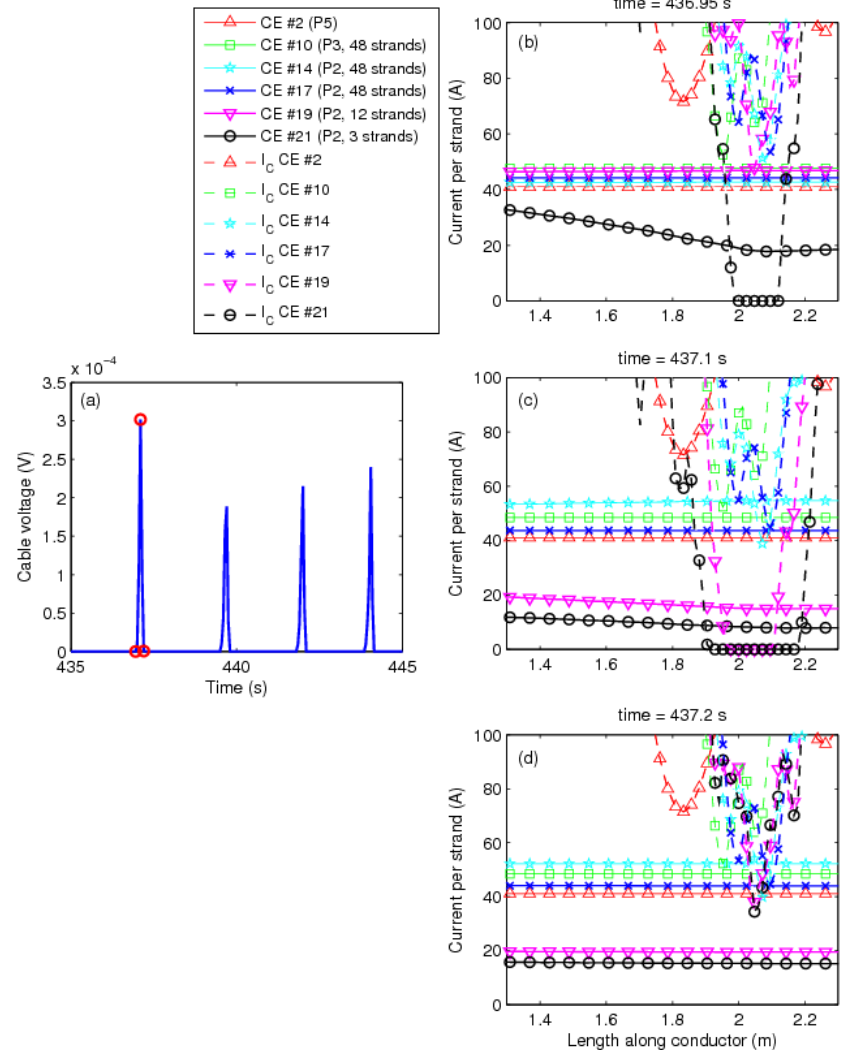 CE #2 (P5)
CE #10 (P3, 48 strands)
CE #14 (P2, 48 strands)
CE #17 (P2, 48 strands)
CE #19 (P2, 12 strands)
CE #21 (P2, 3 strands)
I_C CE #2
I_C CE #10
I_C CE #14
I_C CE #17
I_C CE #19
I_C CE #21
time = 436.95 s
(b)
Current per strand (A)
100
80
60
40
20
0
1.4
1.6
1.8
2
2.2
x 10^-4
(a)
Cable voltage (V)
3.5
3
2.5
2
1.5
1
0.5
0
435
440
445
Time (s)
time = 437.1 s
(c)
Current per strand (A)
100
80
60
40
20
0
1.4
1.6
1.8
2
2.2
time = 437.2 s
(d)
Current per strand (A)
100
80
60
40
20
0
1.4
1.6
1.8
2
2.2
Length along conductor (m)